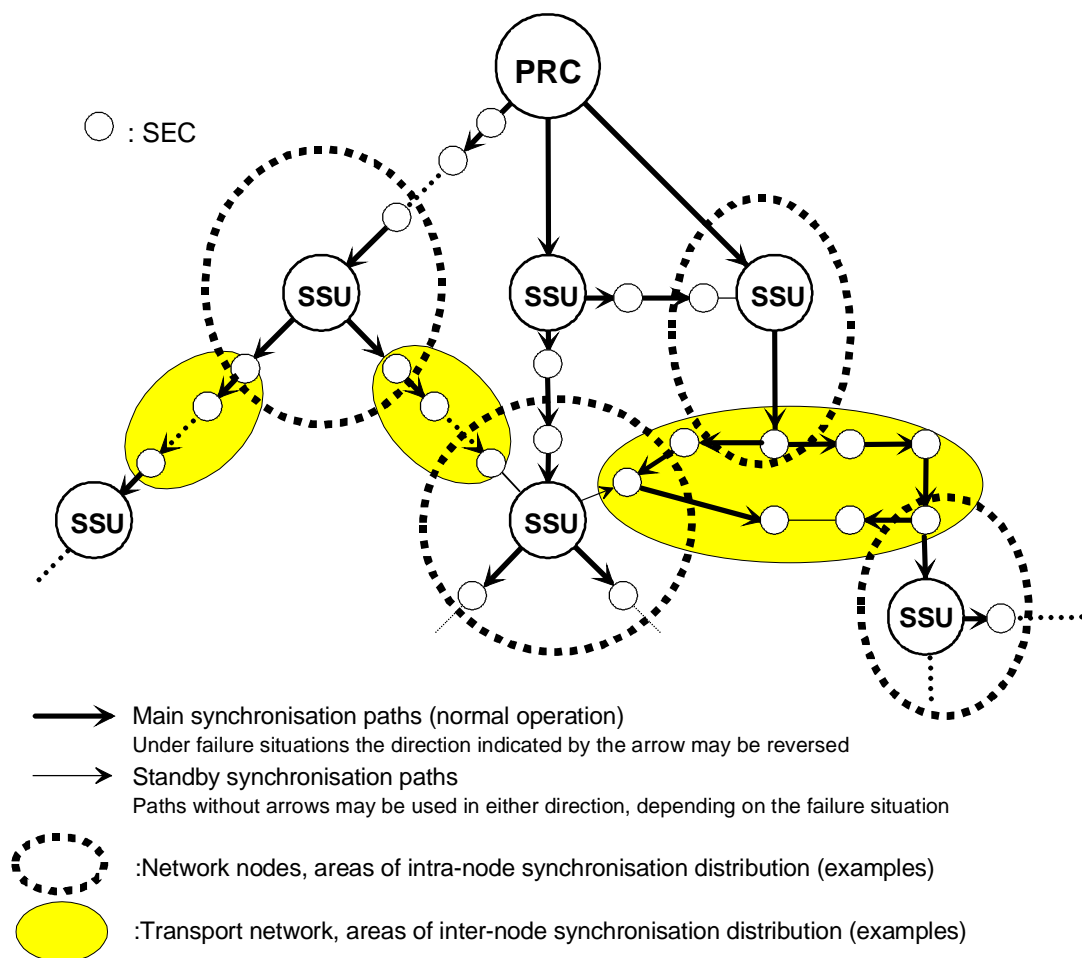 PRC
: SEC
SSU
SSU
SSU
SSU
SSU
SSU
Main synchronisation paths (normal operation)
Under failure situations the direction indicated by the arrow may be reversed
Standby synchronisation paths
Paths without arrows may be used in either direction, depending on the failure situation
:Network nodes, areas of intra-node synchronisation distribution (examples)
:Transport network, areas of inter-node synchronisation distribution (examples)